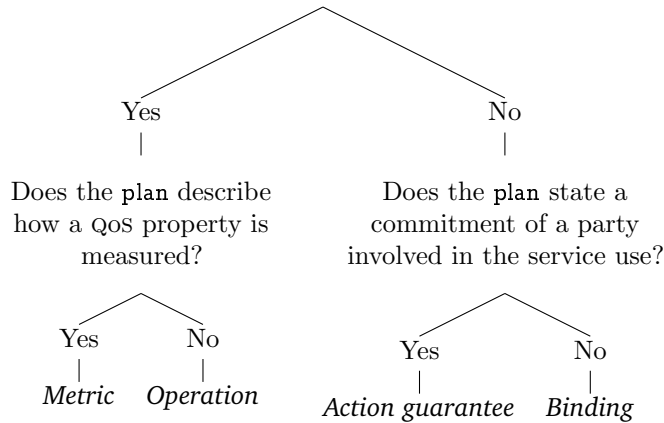 Yes
No
Does the plan describe
how a QoS property is
measured?
Does the plan state a
commitment of a party
involved in the service use?
Yes
No
Yes
No
Metric
Operation
Action guarantee
Binding